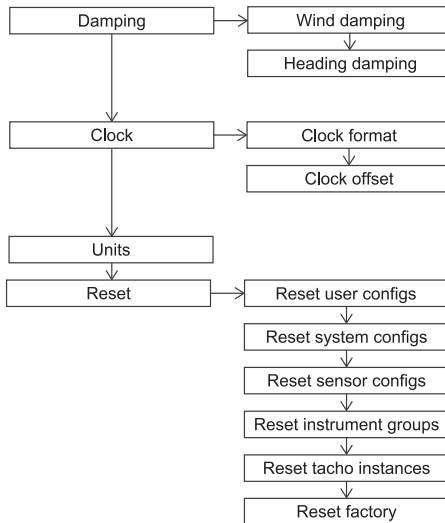 Damping
Wind damping
Heading damping
Clock
Clock format
Clock offset
Units
Reset
Reset user configs
Reset system configs
Reset sensor configs
Reset instrument groups
Reset tacho instances
Reset factory